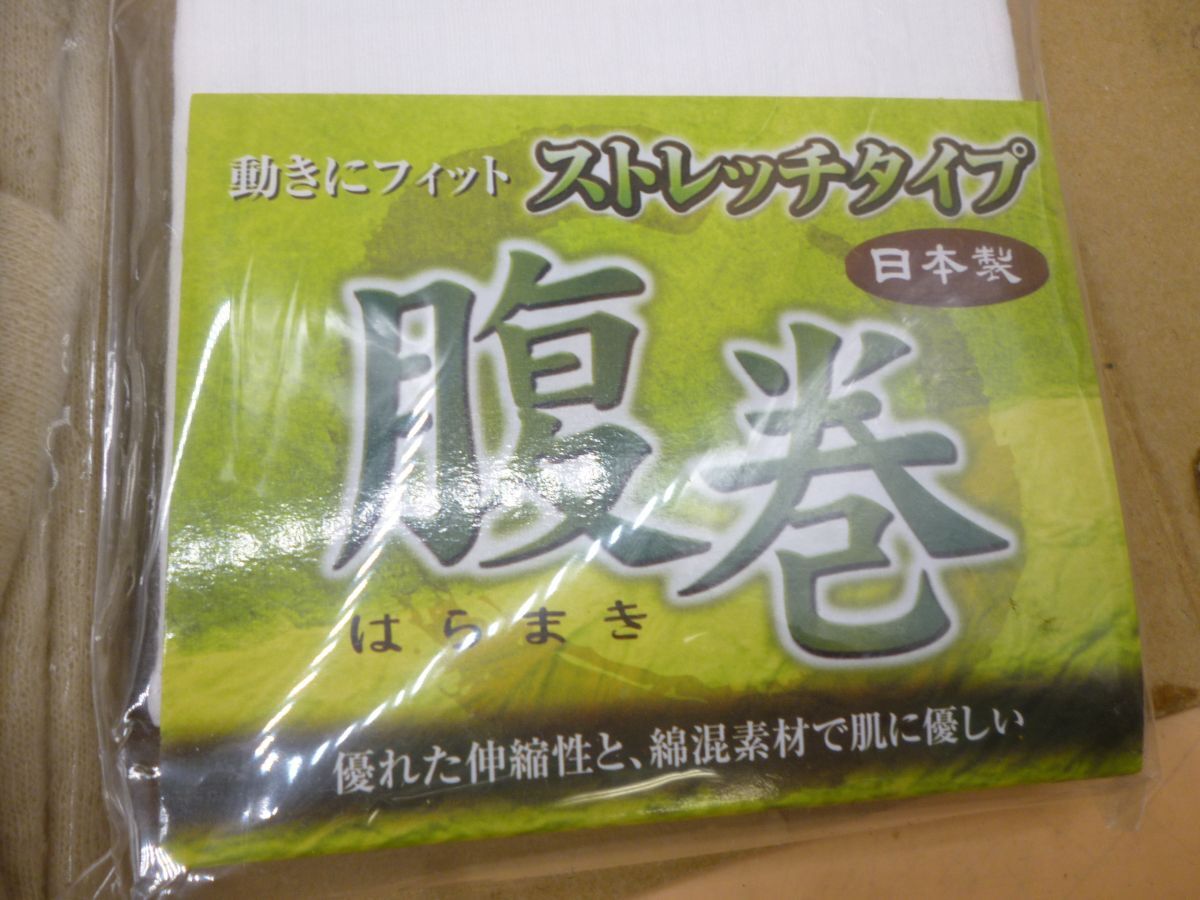 動きにフィット ストレッチタイプ
日本製
腹巻
はらまき
優れた伸縮性と、綿混素材で肌に優しい